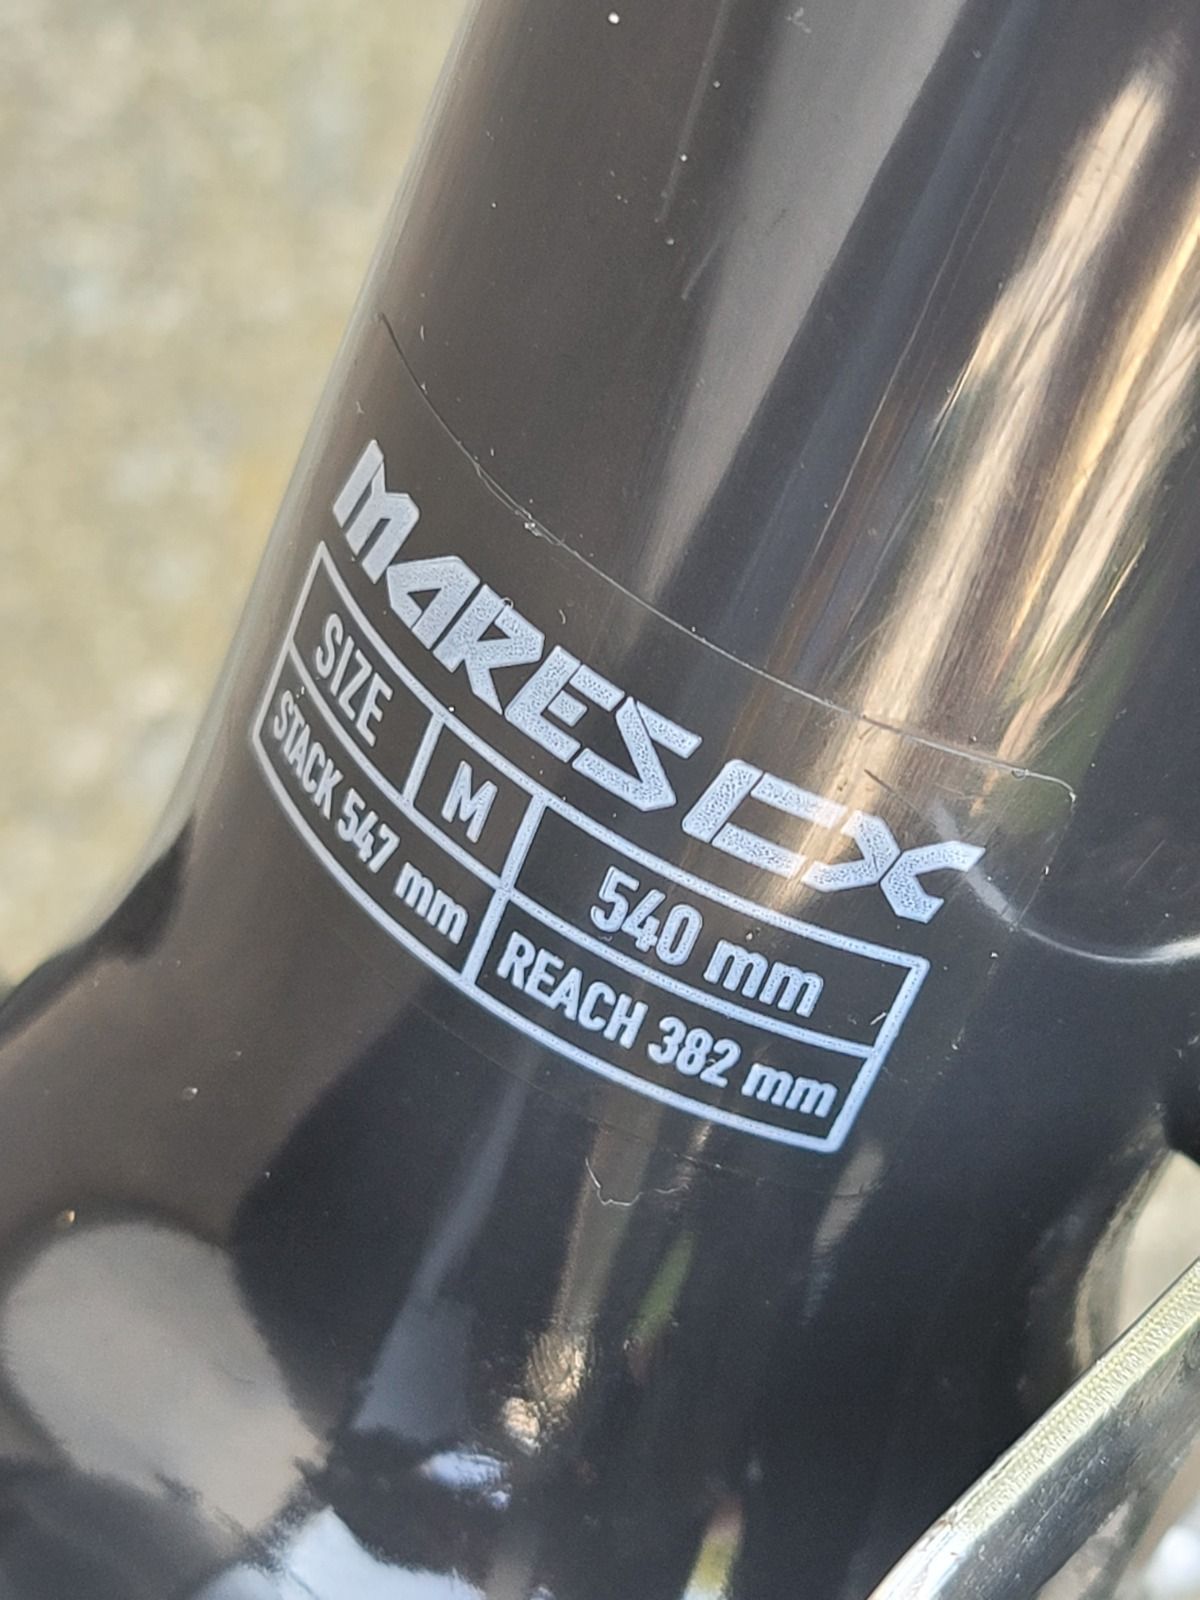 MARES CX
SIZE M 540 mm
STACK 547 mm REACH 382 mm